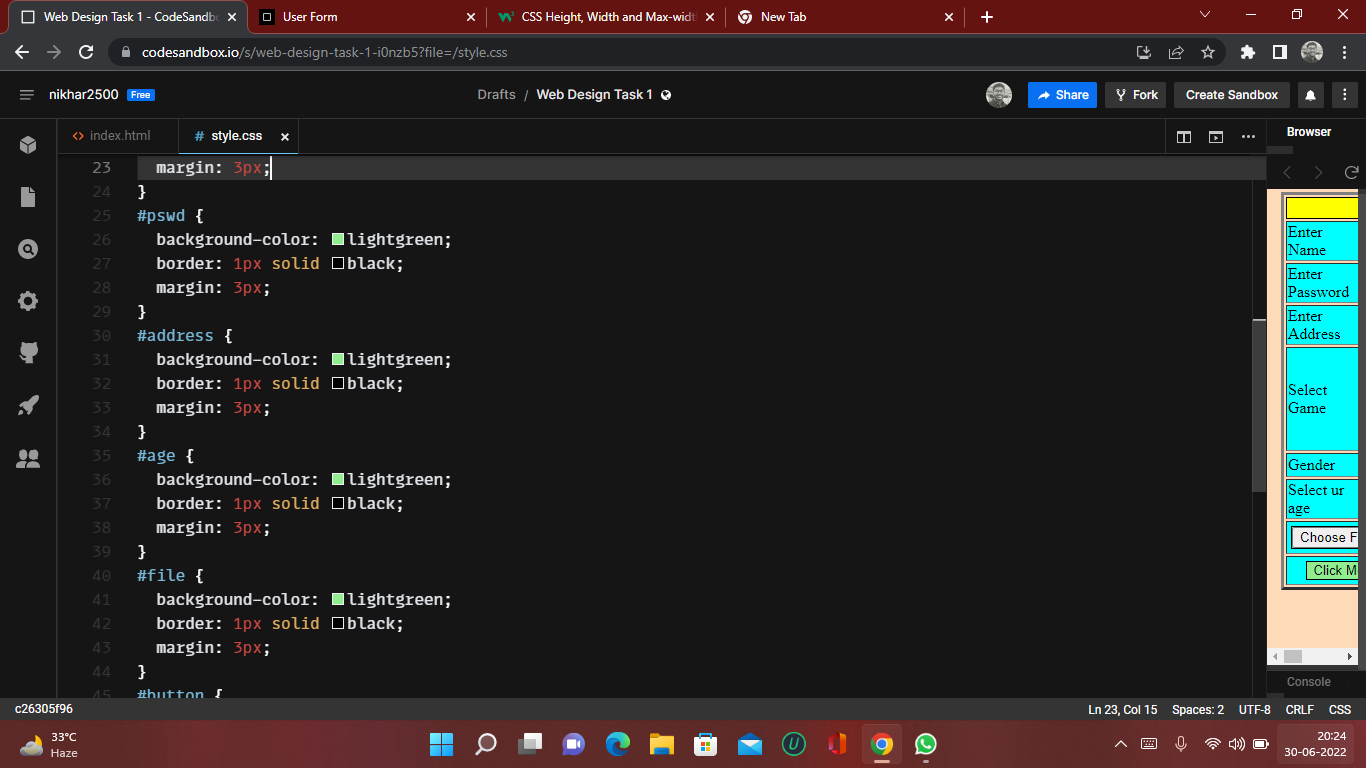 Web Design Task 1 - CodeSandbo
User Form
CSS Height, Width and Max-widt
New Tab
codesandbox.io/s/web-design-task-1-i0nzb5?file=/style.css
nikhar2500 Free
Drafts / Web Design Task 1
Share
Fork
Create Sandbox
<> index.html
# style.css
Browser
23 margin: 3px;
24 }
25 #pswd {
26 background-color: lightgreen;
27 border: 1px solid black;
28 margin: 3px;
29 }
30 #address {
31 background-color: lightgreen;
32 border: 1px solid black;
33 margin: 3px;
34 }
35 #age {
36 background-color: lightgreen;
37 border: 1px solid black;
38 margin: 3px;
39 }
40 #file {
41 background-color: lightgreen;
42 border: 1px solid black;
43 margin: 3px;
44 }
45 #button {
Enter
Name
Enter
Password
Enter
Address
Select
Game
Gender
Select ur
age
Choose F
Click M
Console
c26305f96
Ln 23, Col 15 Spaces: 2 UTF-8 CRLF CSS
33°C
Haze
20:24
30-06-2022